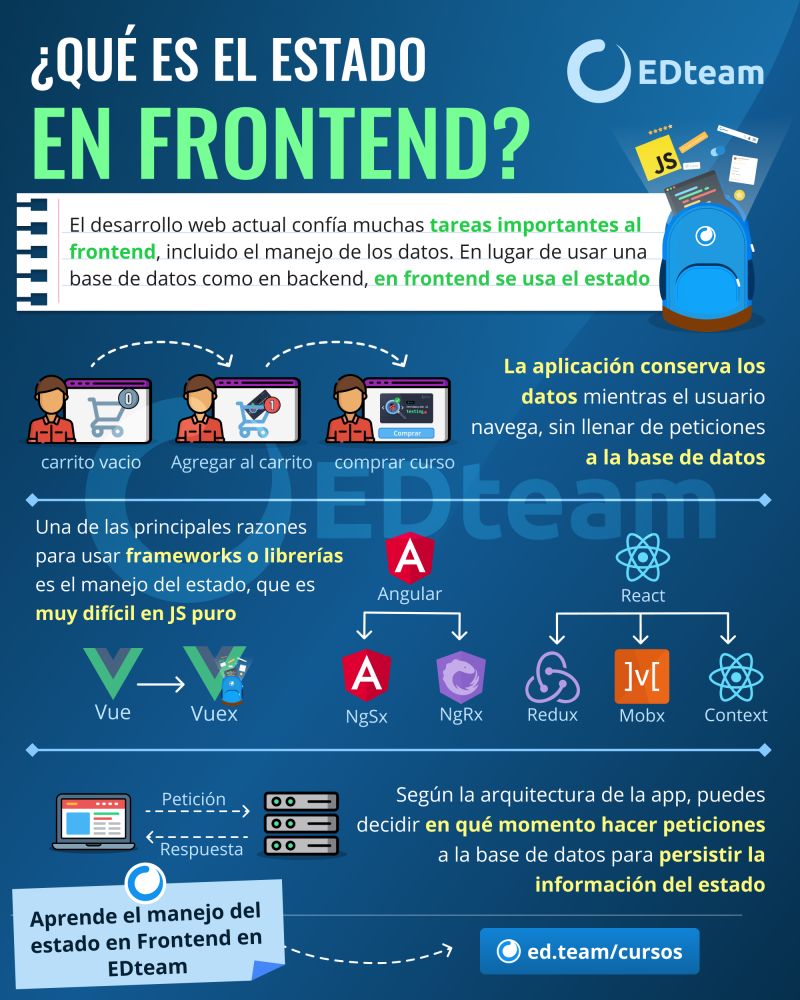 ¿QUÉ ES EL ESTADO
EN FRONTEND?
EDteam
JS
El desarrollo web actual confía muchas tareas importantes al
frontend, incluido el manejo de los datos. En lugar de usar una
base de datos como en backend, en frontend se usa el estado
0
1
testing
Comprar
carrito vacio
Agregar al carrito
comprar curso
La aplicación conserva los
datos mientras el usuario
navega, sin llenar de peticiones
a la base de datos
EDteam
Una de las principales razones
para usar frameworks o librerías
es el manejo del estado, que es
muy difícil en JS puro
Vue
Vuex
Angular
NgSx
NgRx
React
Redux
]v[
Mobx
Context
Petición
Respuesta
Según la arquitectura de la app, puedes
decidir en qué momento hacer peticiones
a la base de datos para persistir la
información del estado
Aprende el manejo del
estado en Frontend en
EDteam
ed.team/cursos